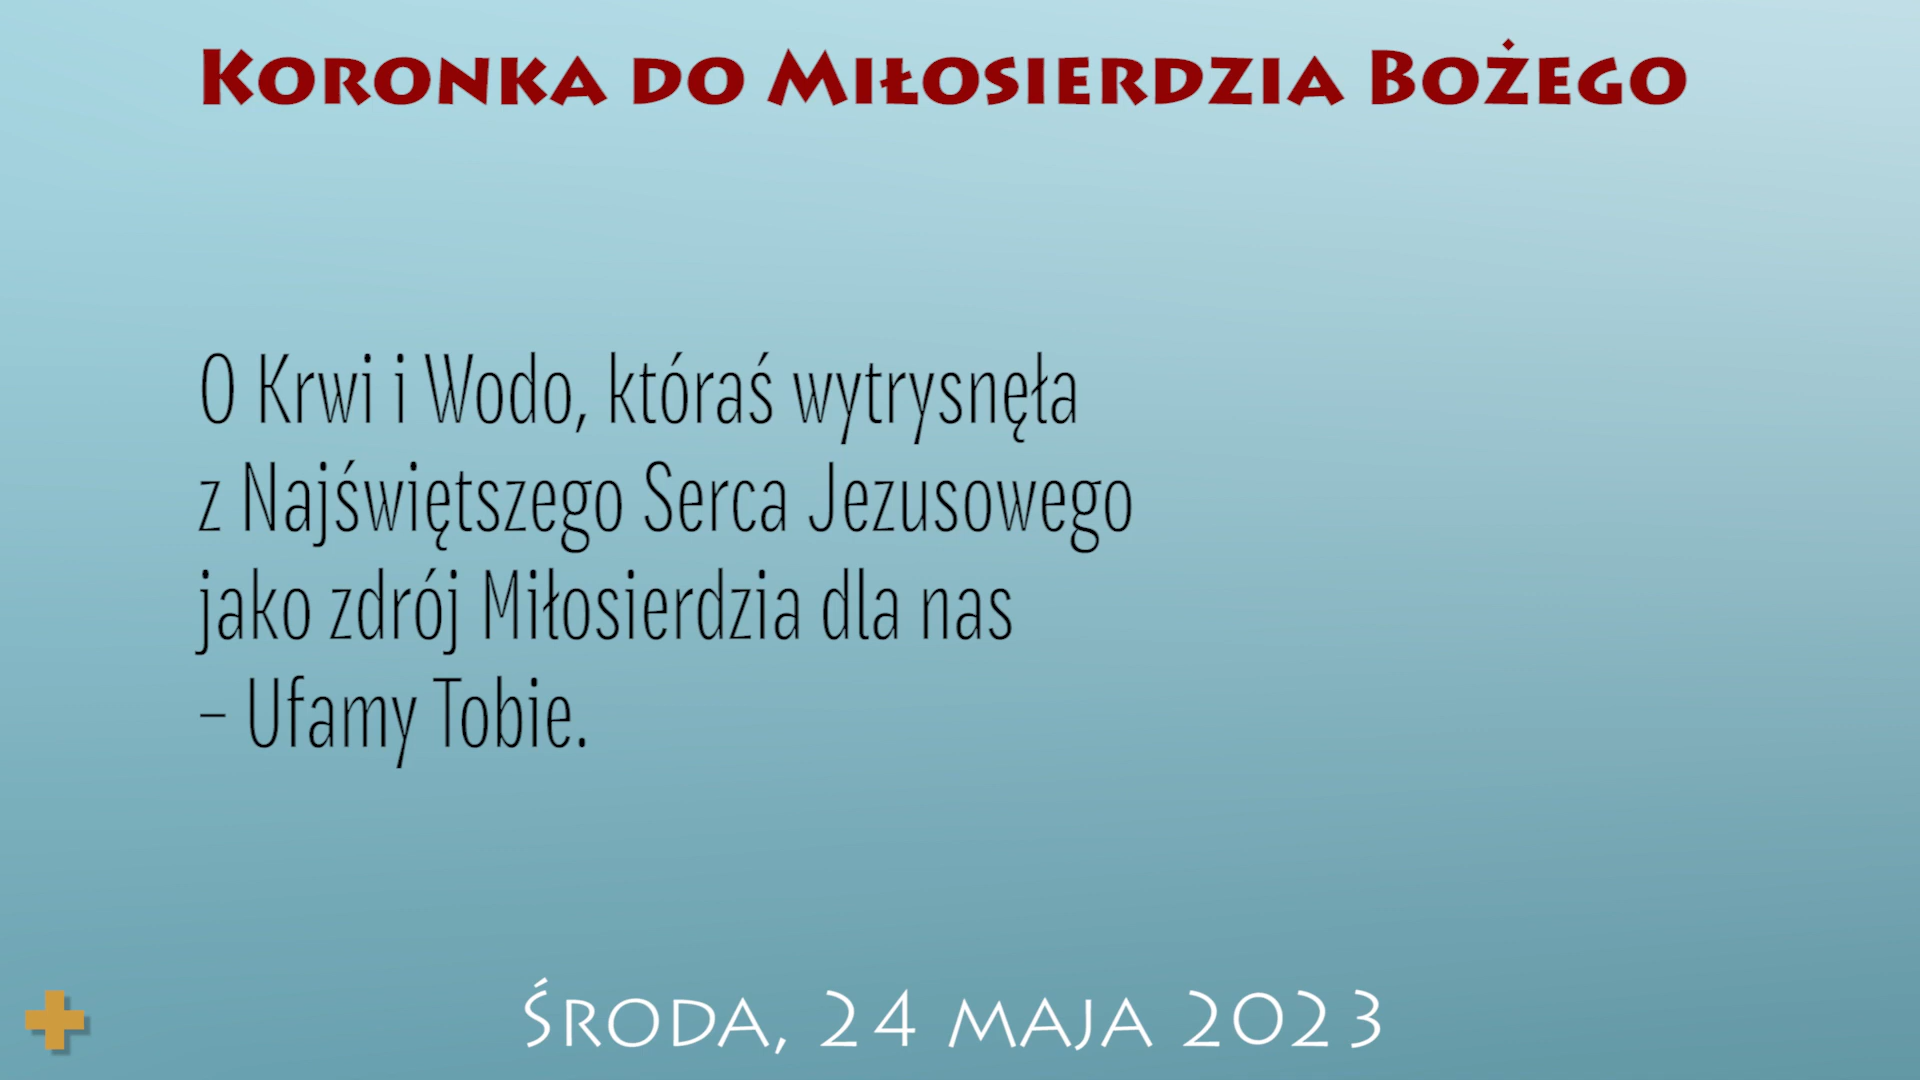 Koronka do Miłosierdzia Bożego
O Krwi i Wodo, któraś wytrysnęła
z Najświętszego Serca Jezusowego
jako zdrój Miłosierdzia dla nas
– Ufamy Tobie.
Środa, 24 maja 2023